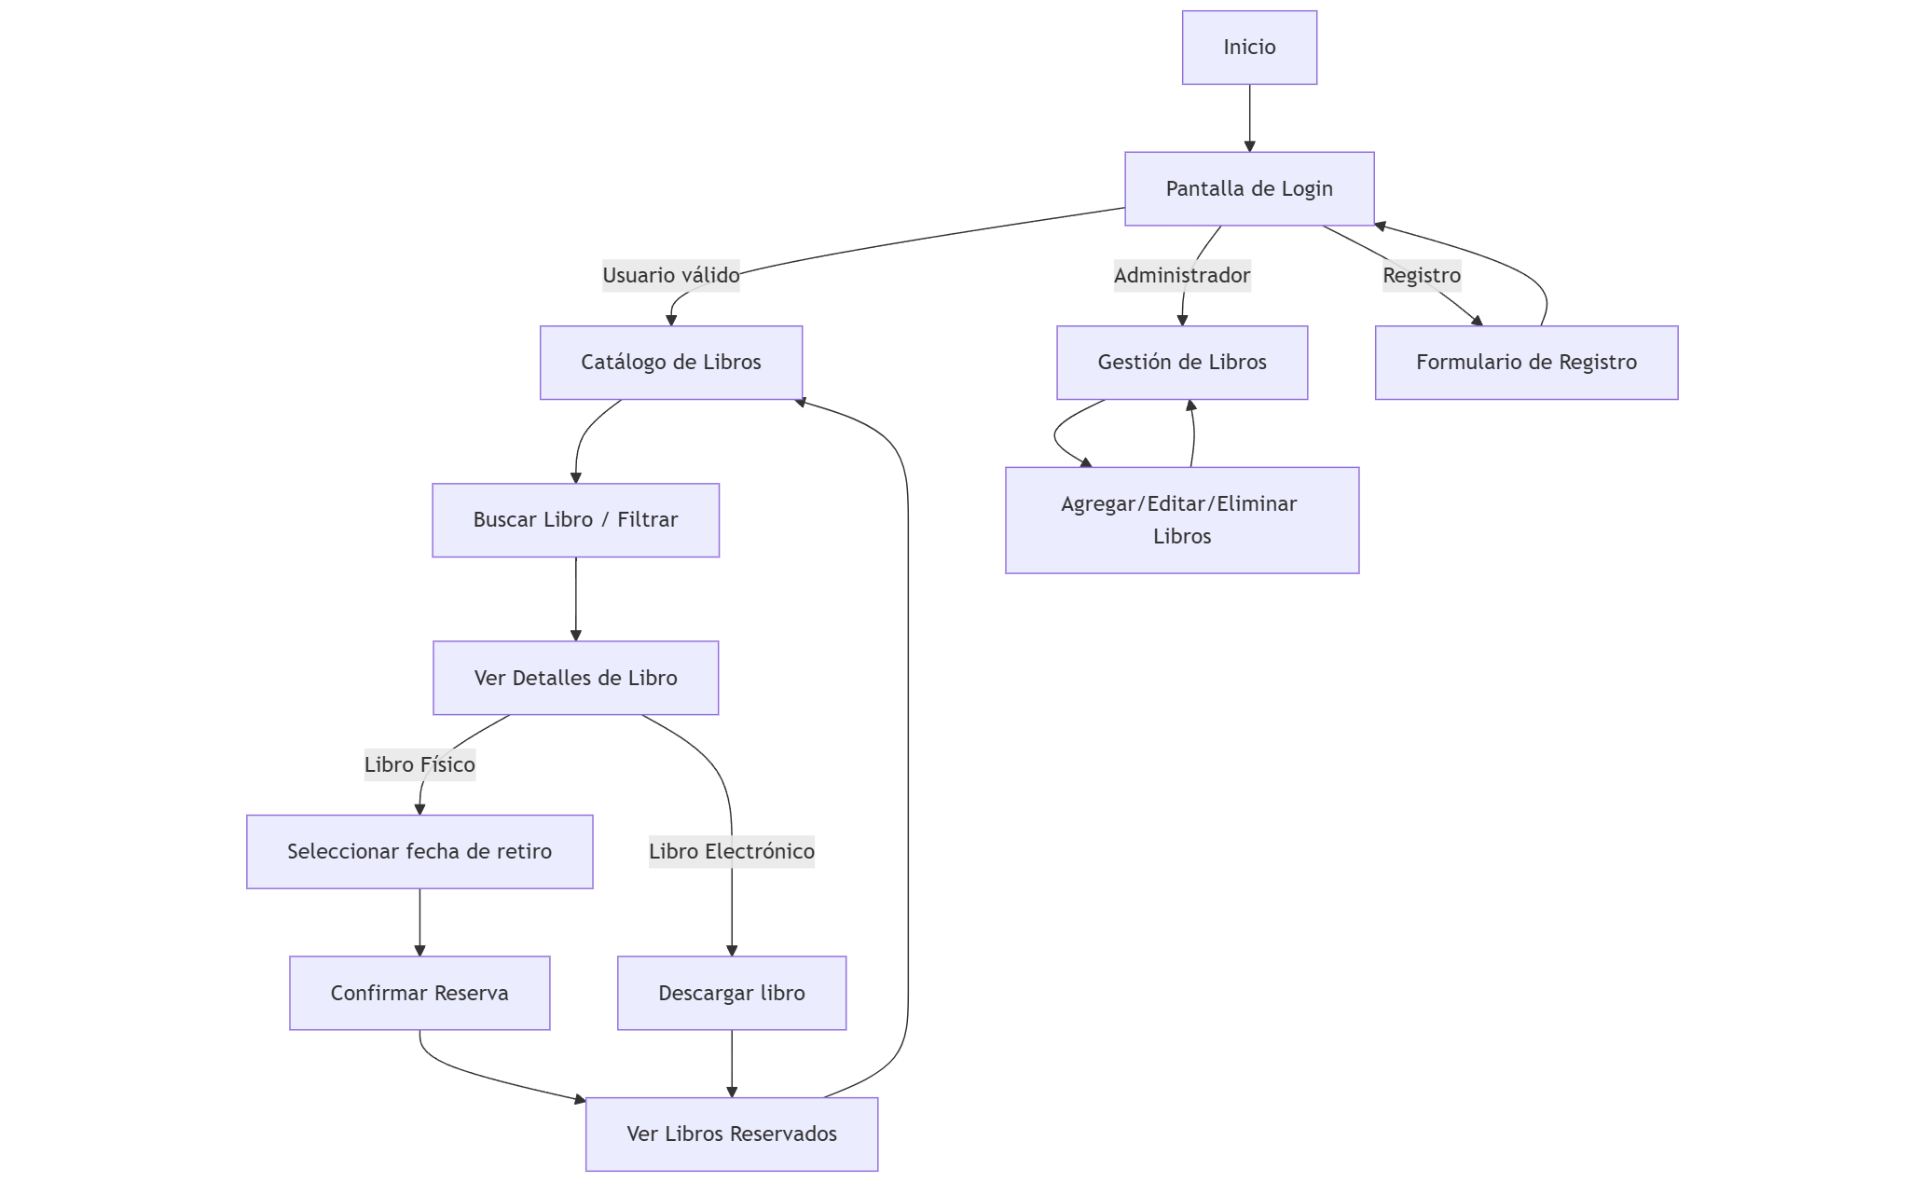 Inicio
Pantalla de Login
Usuario válido
Administrador
Registro
Catálogo de Libros
Gestión de Libros
Formulario de Registro
Buscar Libro / Filtrar
Agregar/Editar/Eliminar
Libros
Ver Detalles de Libro
Libro Físico
Seleccionar fecha de retiro
Libro Electrónico
Confirmar Reserva
Descargar libro
Ver Libros Reservados